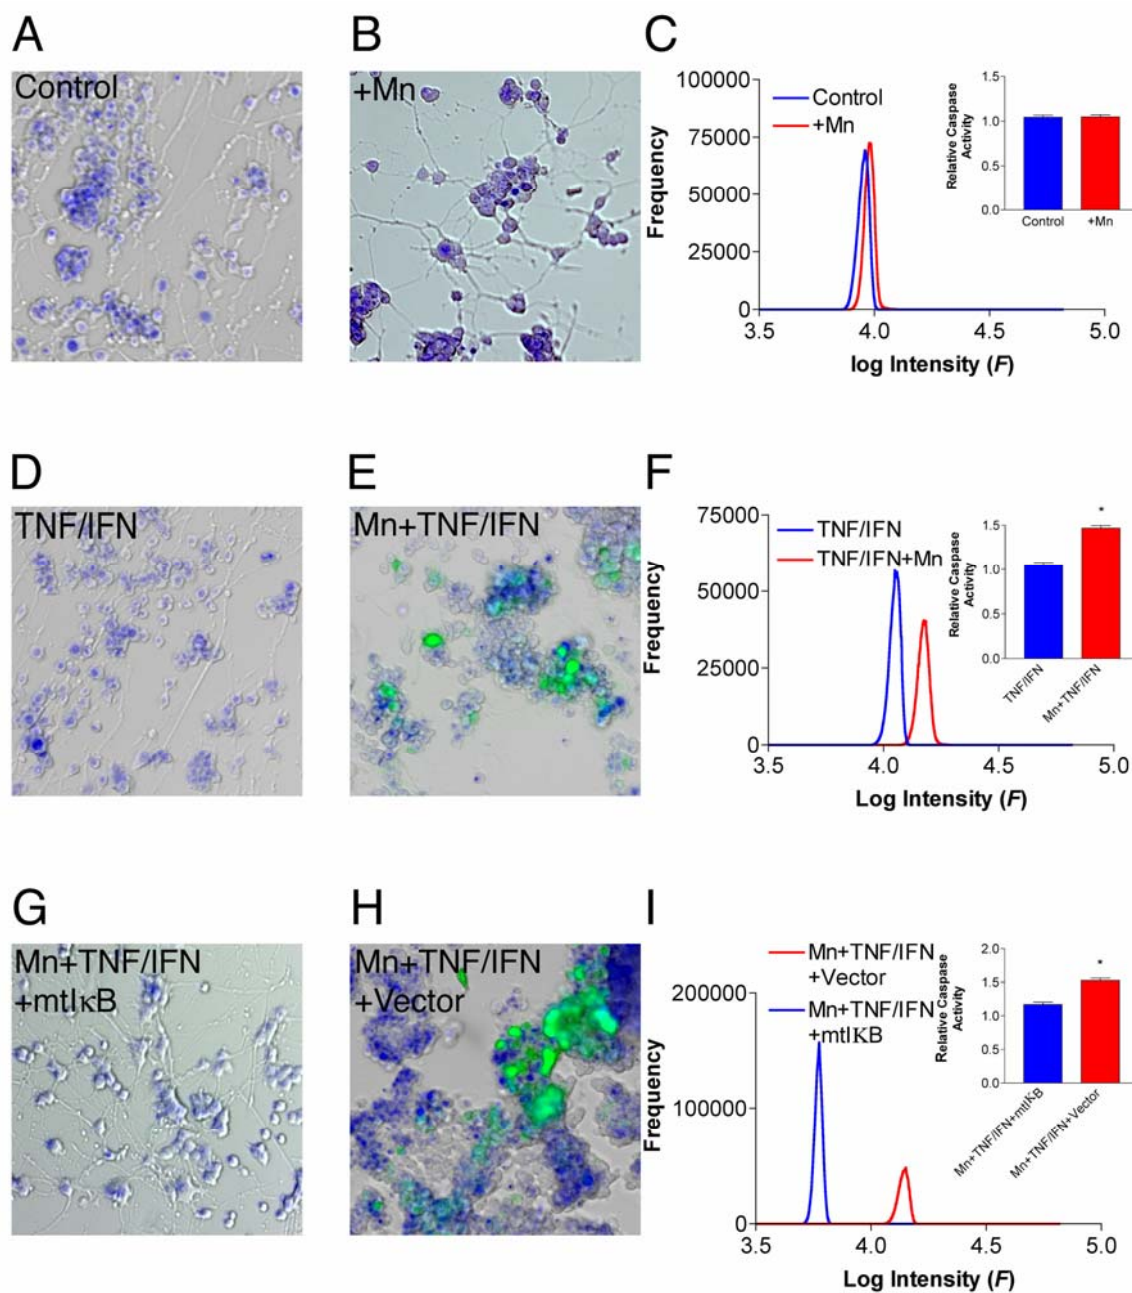 A
Control
B
+Mn
C
100000
75000
50000
25000
0
Frequency
Control
+Mn
3.5
4.0
4.5
5.0
log Intensity (F)
Relative Caspase
Activity
1.5
1.0
0.5
0.0
Control
+Mn
D
TNF/IFN
E
Mn+TNF/IFN
F
75000
50000
25000
0
Frequency
TNF/IFN
TNF/IFN+Mn
3.5
4.0
4.5
5.0
Log Intensity (F)
Relative Caspase
Activity
1.5
1.0
0.5
0.0
*
TNF/IFN
Mn+TNF/IFN
G
Mn+TNF/IFN
+mtIκB
H
Mn+TNF/IFN
+Vector
I
200000
100000
0
Frequency
Mn+TNF/IFN
+Vector
Mn+TNF/IFN
+mtIκB
3.5
4.0
4.5
5.0
Log Intensity (F)
Relative Caspase
Activity
2.0
1.5
1.0
0.5
0.0
*
Mn+TNF/IFN+mtIκB
Mn+TNF/IFN+Vector